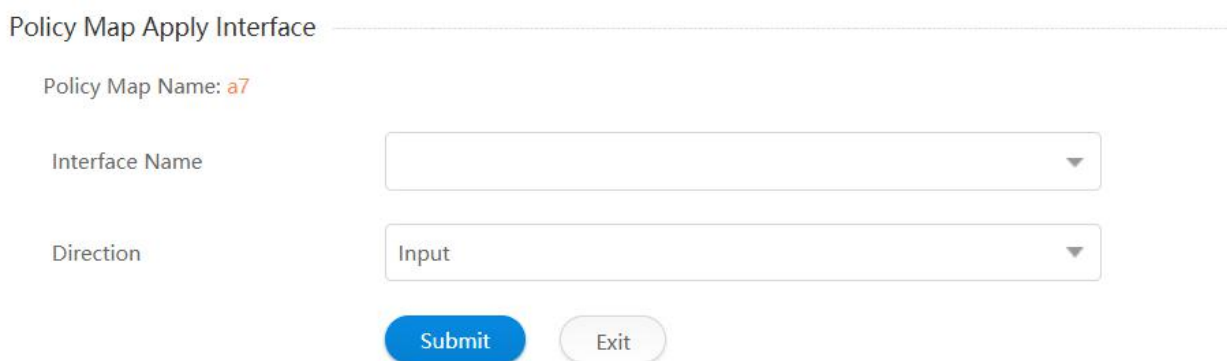 Policy Map Apply Interface
Policy Map Name: a7
Interface Name
Direction
Input
Submit
Exit